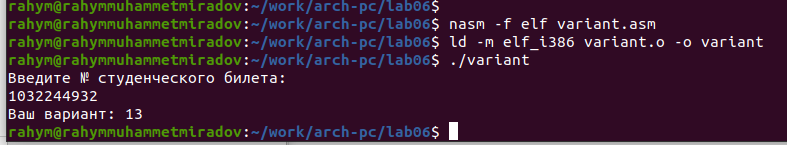 rahym@rahymmuhammetmiradov:~/work/arch-pc/lab06$
rahym@rahymmuhammetmiradov:~/work/arch-pc/lab06$ nasm -f elf variant.asm
rahym@rahymmuhammetmiradov:~/work/arch-pc/lab06$ ld -m elf_i386 variant.o -o variant
rahym@rahymmuhammetmiradov:~/work/arch-pc/lab06$ ./variant
Введите № студенческого билета:
1032244932
Ваш вариант: 13
rahym@rahymmuhammetmiradov:~/work/arch-pc/lab06$